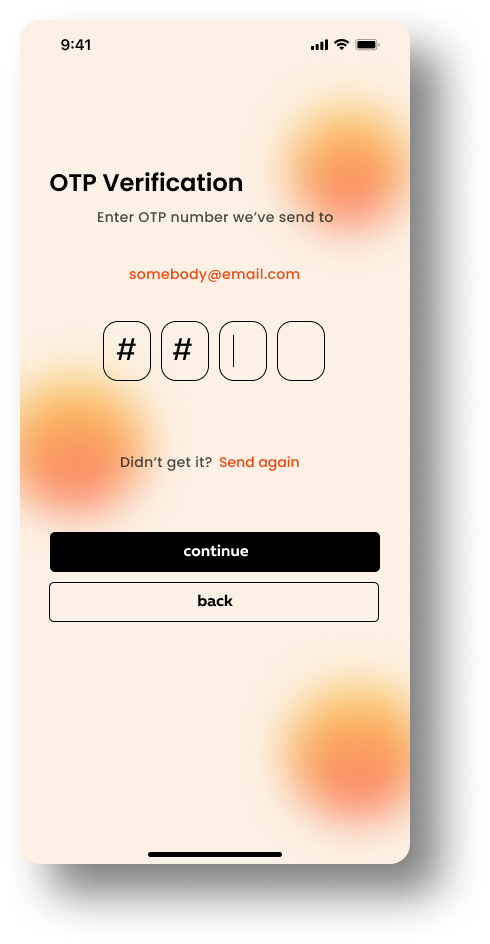 9:41
OTP Verification
Enter OTP number we’ve send to
somebody@email.com
# #
Didn’t get it? Send again
continue
back